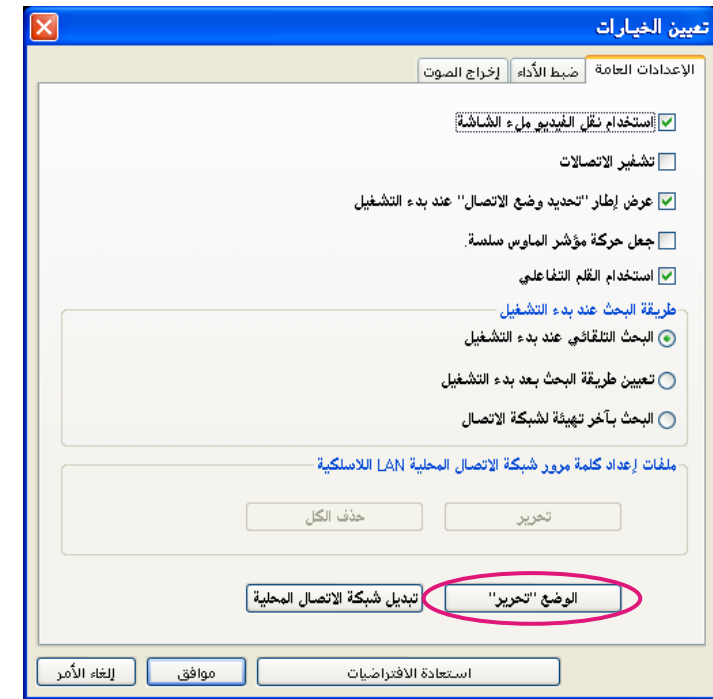 تعيين الخيارات
الإعدادات العامة ضبط الأداء إخراج الصوت
استخدام نقل الفيديو ملء الشاشة
تشفير الاتصالات
عرض إطار "تحديد وضع الاتصال" عند بدء التشغيل
جعل حركة مؤشر الماوس سلسة.
استخدام القلم التفاعلي
طريقة البحث عند بدء التشغيل
البحث التلقائي عند بدء التشغيل
تعيين طريقة البحث بعد بدء التشغيل
البحث بآخر تهيئة لشبكة الاتصال
ملفات إعداد كلمة مرور شبكة الاتصال المحلية LAN اللاسلكية
تحرير حذف الكل
الوضع "تحرير" تبديل شبكة الاتصال المحلية
استعادة الافتراضيات موافق إلغاء الأمر